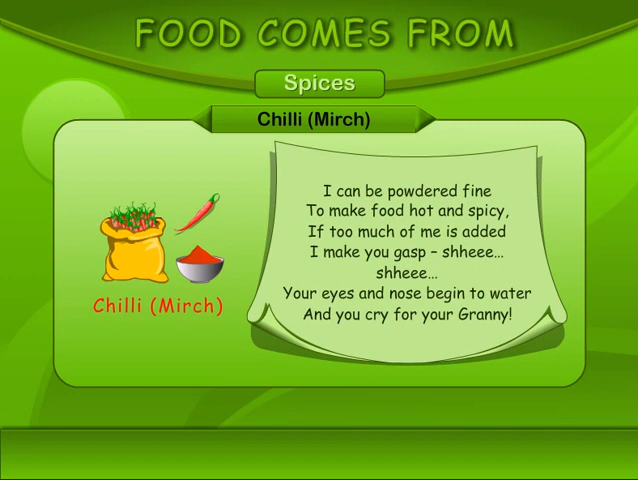 FOOD COMES FROM
Spices
Chilli (Mirch)
I can be powdered fine
To make food hot and spicy,
If too much of me is added
I make you gasp – shheee...
shheee...
Your eyes and nose begin to water
And you cry for your Granny!
Chilli (Mirch)